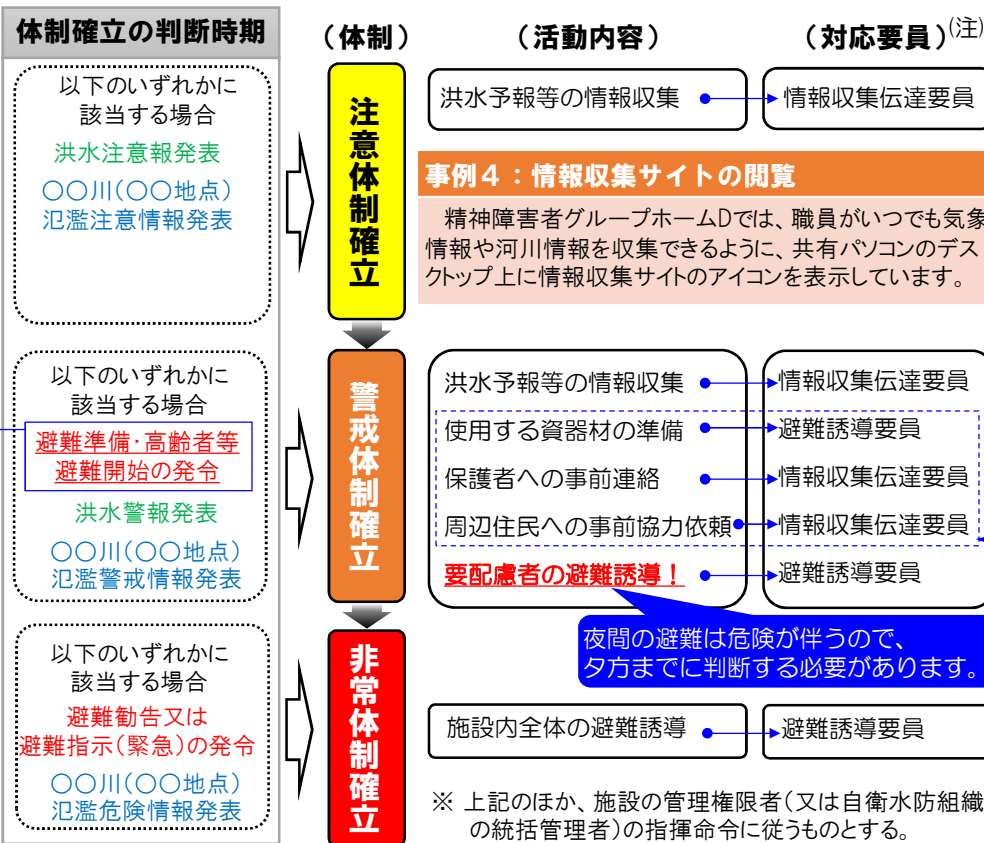 体制確立の判断時期
(体制)
(活動内容)
(対応要員)(注)
以下のいずれかに
該当する場合
洪水注意報発表
〇〇川(〇〇地点)
氾濫注意情報発表
注意体制確立
洪水予報等の情報収集
情報収集伝達要員
事例4:情報収集サイトの閲覧
精神障害者グループホームDでは、職員がいつでも気象
情報や河川情報を収集できるように、共有パソコンのデス
クトップ上に情報収集サイトのアイコンを表示しています。
以下のいずれかに
該当する場合
避難準備・高齢者等
避難開始の発令
洪水警報発表
〇〇川(〇〇地点)
氾濫警戒情報発表
警戒体制確立
洪水予報等の情報収集
情報収集伝達要員
使用する資器材の準備
避難誘導要員
保護者への事前連絡
情報収集伝達要員
周辺住民への事前協力依頼
情報収集伝達要員
要配慮者の避難誘導!
避難誘導要員
夜間の避難は危険が伴うので、
夕方までに判断する必要があります。
以下のいずれかに
該当する場合
避難勧告又は
避難指示(緊急)の発令
〇〇川(〇〇地点)
氾濫危険情報発表
非常体制確立
施設内全体の避難誘導
避難誘導要員
※ 上記のほか、施設の管理権限者(又は自衛水防組織
の統括管理者)の指揮命令に従うものとする。